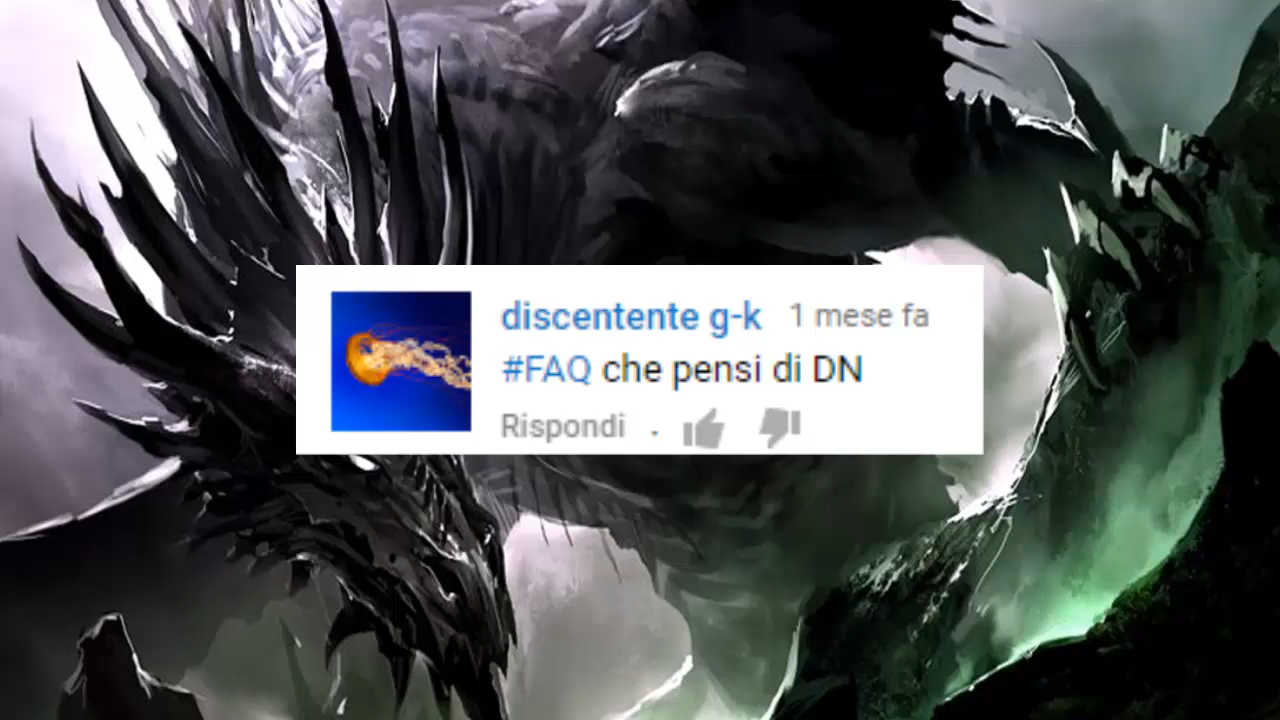 discentente g-k 1 mese fa
#FAQ che pensi di DN
Rispondi .